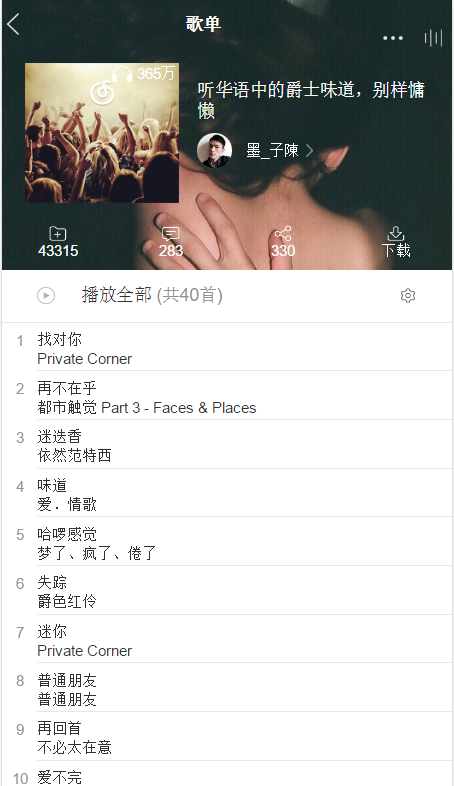 歌单
365万
听华语中的爵士味道，别样慵
懒
墨_子陳
43315
283
330
下载
播放全部 (共40首)
1 找对你
Private Corner
2 再不在乎
都市触觉 Part 3 - Faces & Places
3 迷迭香
依然范特西
4 味道
爱．情歌
5 哈啰感觉
梦了、疯了、倦了
6 失踪
爵色红伶
7 迷你
Private Corner
8 普通朋友
普通朋友
9 再回首
不必太在意
10 爱不完